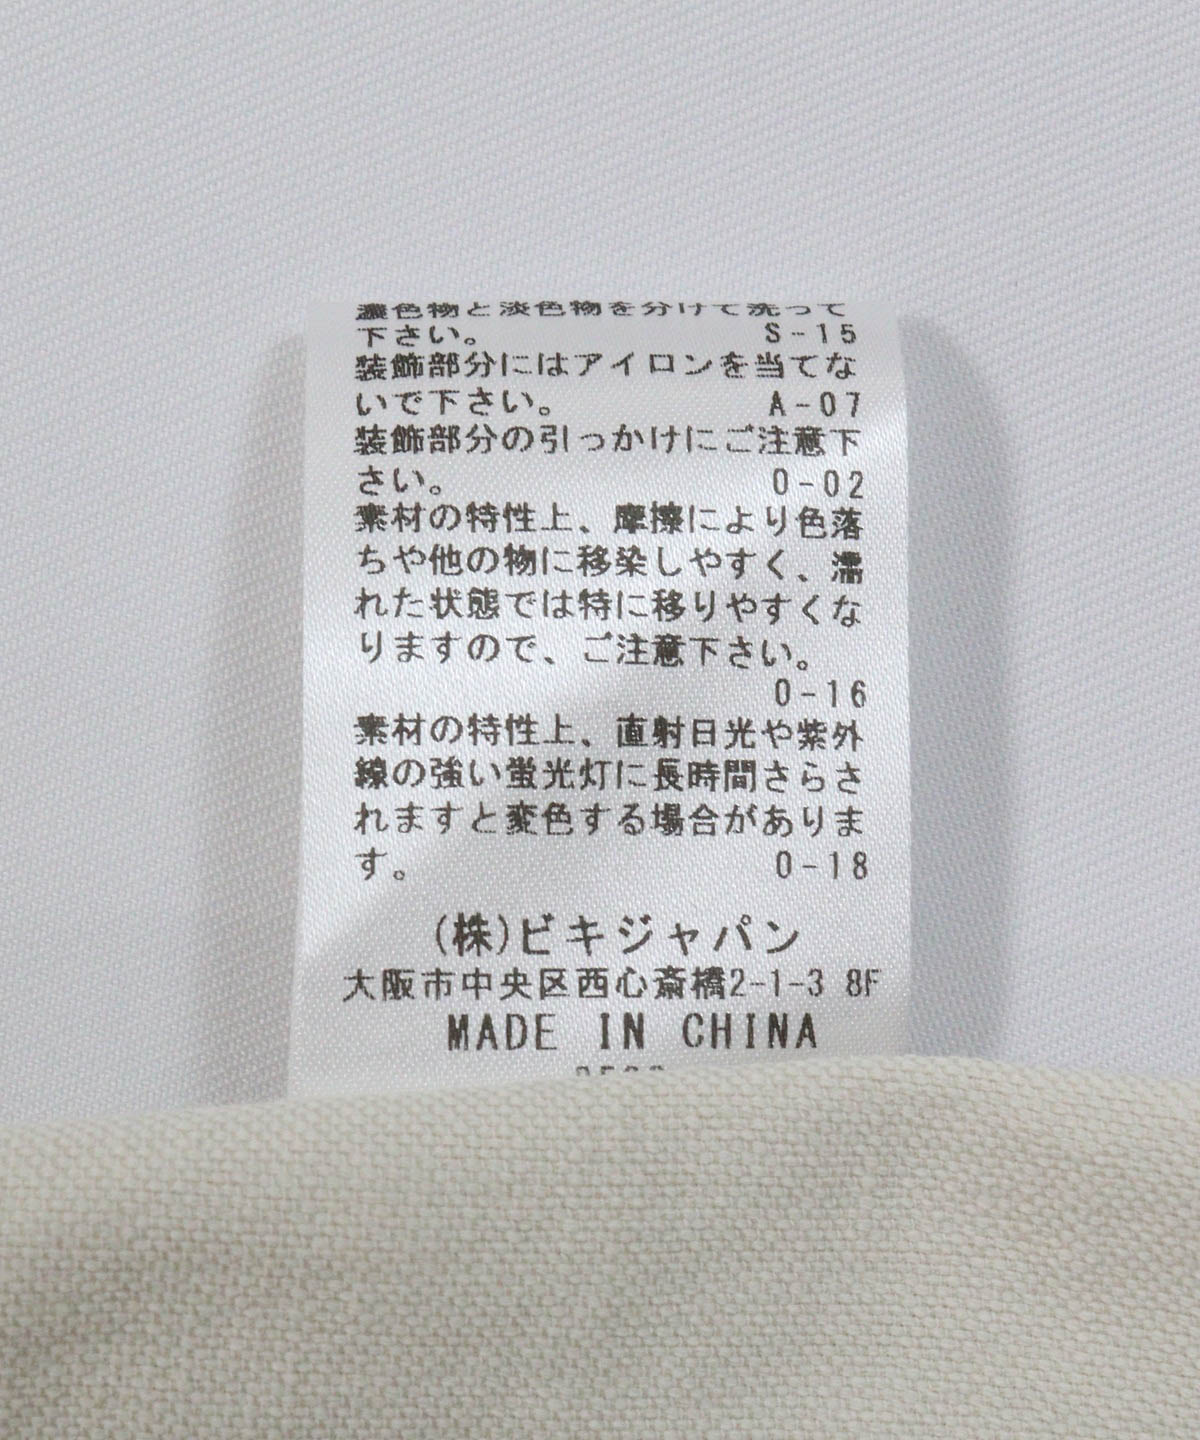 濃色物と淡色物を分けて洗って
下さい。 S-15
装飾部分にはアイロンを当てな
いで下さい。 A-07
装飾部分の引っかけにご注意下
さい。 0-02
素材の特性上、摩擦により色落
ちや他の物に移染しやすく、濡
れた状態では特に移りやすくな
りますので、ご注意下さい。
0-16
素材の特性上、直射日光や紫外
線の強い蛍光灯に長時間さらさ
れますと変色する場合がありま
す。 0-18
(株)ビキジャパン
大阪市中央区西心斎橋2-1-3 8F
MADE IN CHINA